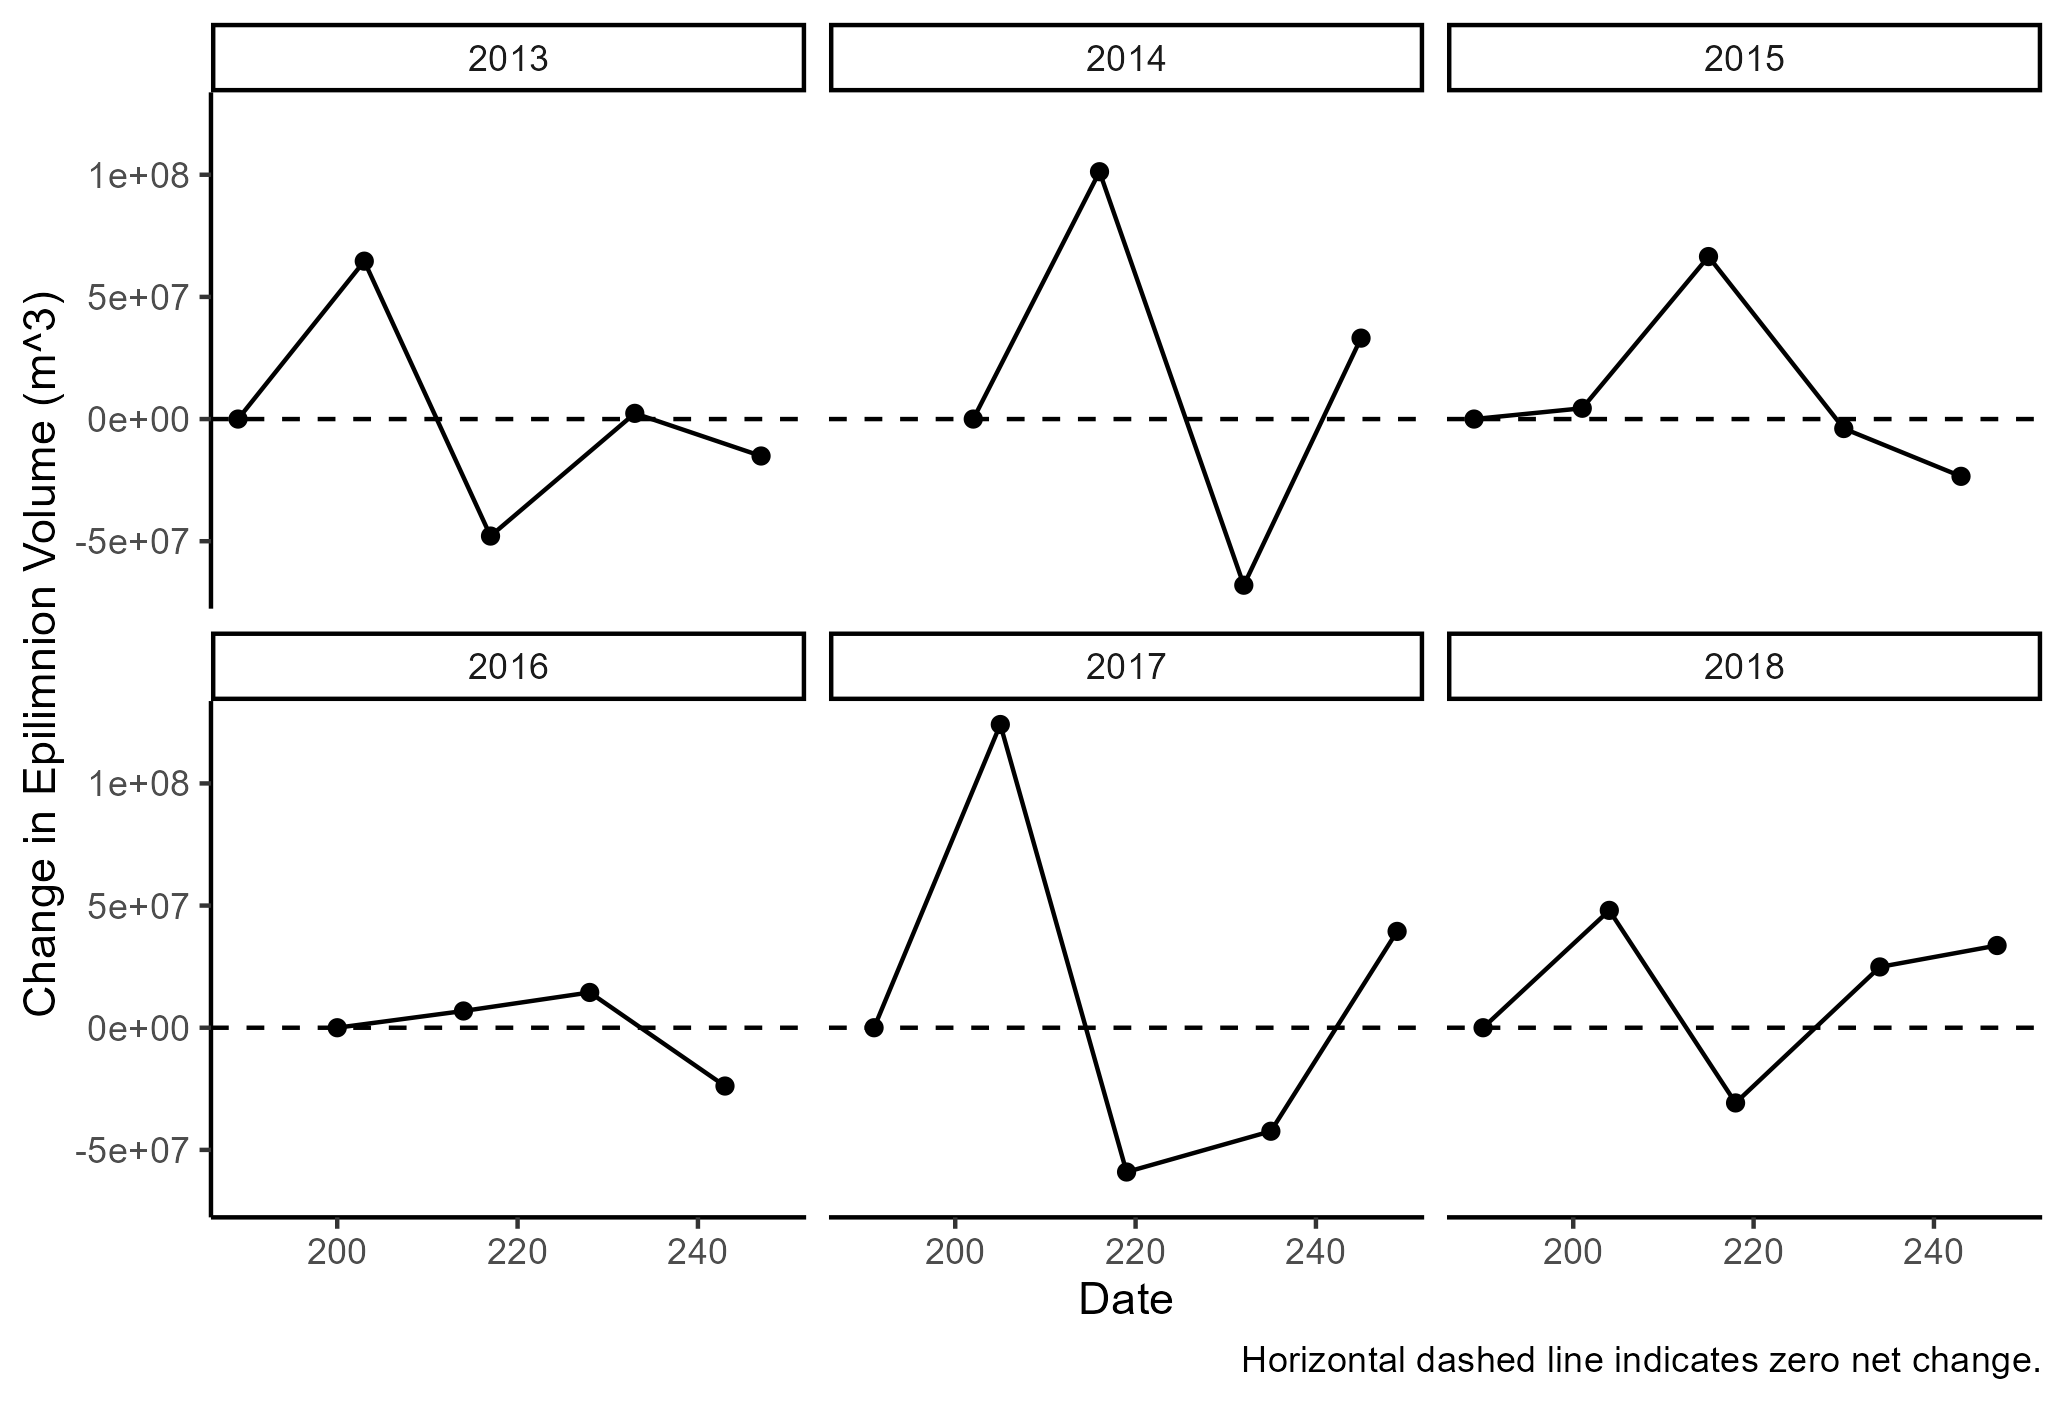 2013
2014
2015
1e+08
5e+07
0e+00
-5e+07
Change in Epilimnion Volume (m^3)
2016
2017
2018
1e+08
5e+07
0e+00
-5e+07
200 220 240
200 220 240
200 220 240
Date
Horizontal dashed line indicates zero net change.